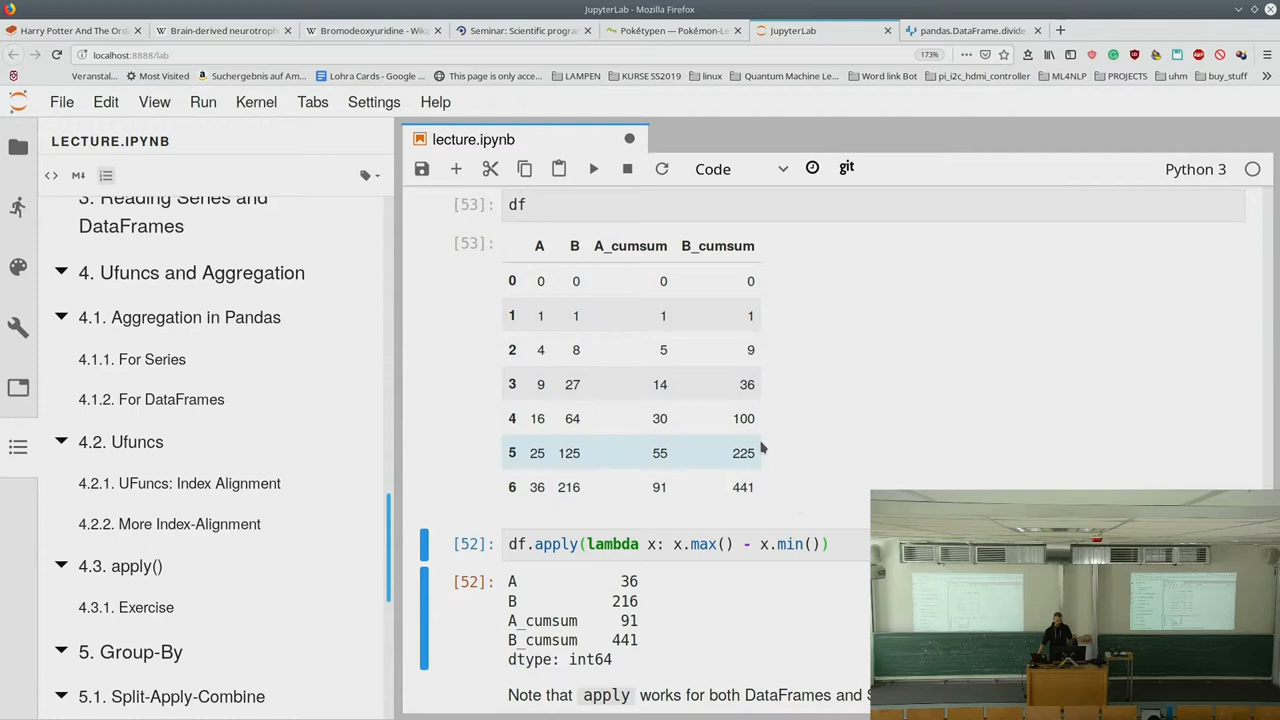 JupyterLab - Mozilla Firefox
Harry Potter And The Or
Brain-derived neurotroph
Bromodeoxyuridine - Wiki
Seminar: Scientific progra
Pokétypen — Pokémon-Le
JupyterLab
pandas.DataFrame.divide
localhost:8888/lab
173%
Veranstal...
Most Visited
Suchergebnis auf Am...
Lohra Cards - Google ...
This page is only acce...
LAMPEN
KURSE SS2019
linux
Quantum Machine Le...
Word link Bot
pi_i2c_hdmi_controller
ML4NLP
PROJECTS
uhm
buy_stuff
File Edit View Run Kernel Tabs Settings Help
LECTURE.IPYNB
3. Reading Series and
DataFrames
4. Ufuncs and Aggregation
4.1. Aggregation in Pandas
4.1.1. For Series
4.1.2. For DataFrames
4.2. Ufuncs
4.2.1. UFuncs: Index Alignment
4.2.2. More Index-Alignment
4.3. apply()
4.3.1. Exercise
5. Group-By
5.1. Split-Apply-Combine
lecture.ipynb
Code
git
Python 3
[53]: df
[53]: A B A_cumsum B_cumsum
0 0 0 0 0
1 1 1 1 1
2 4 8 5 9
3 9 27 14 36
4 16 64 30 100
5 25 125 55 225
6 36 216 91 441
[52]: df.apply(lambda x: x.max() - x.min())
[52]: A 36
B 216
A_cumsum 91
B_cumsum 441
dtype: int64
Note that apply works for both DataFrames and